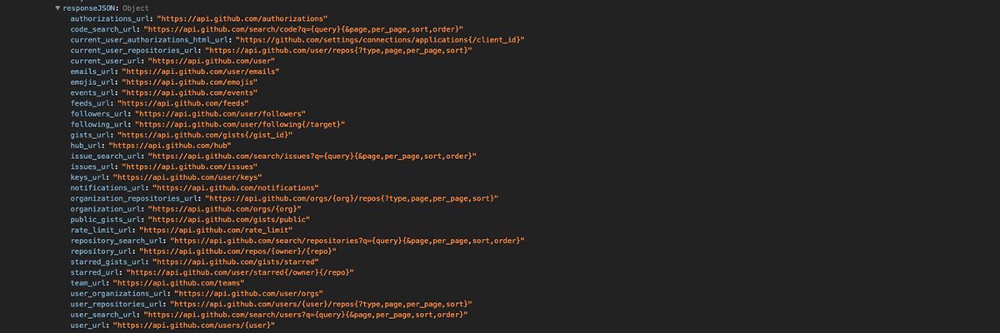 ▼ responseJSON: Object
authorizations_url: "https://api.github.com/authorizations"
code_search_url: "https://api.github.com/search/code?q={query}{&page,per_page,sort,order}"
current_user_authorizations_html_url: "https://github.com/settings/connections/applications{/client_id}"
current_user_repositories_url: "https://api.github.com/user/repos{?type,page,per_page,sort}"
current_user_url: "https://api.github.com/user"
emails_url: "https://api.github.com/user/emails"
emojis_url: "https://api.github.com/emojis"
events_url: "https://api.github.com/events"
feeds_url: "https://api.github.com/feeds"
followers_url: "https://api.github.com/user/followers"
following_url: "https://api.github.com/user/following{/target}"
gists_url: "https://api.github.com/gists{/gist_id}"
hub_url: "https://api.github.com/hub"
issue_search_url: "https://api.github.com/search/issues?q={query}{&page,per_page,sort,order}"
issues_url: "https://api.github.com/issues"
keys_url: "https://api.github.com/user/keys"
notifications_url: "https://api.github.com/notifications"
organization_repositories_url: "https://api.github.com/orgs/{org}/repos{?type,page,per_page,sort}"
organization_url: "https://api.github.com/orgs/{org}"
public_gists_url: "https://api.github.com/gists/public"
rate_limit_url: "https://api.github.com/rate_limit"
repository_search_url: "https://api.github.com/search/repositories?q={query}{&page,per_page,sort,order}"
repository_url: "https://api.github.com/repos/{owner}/{repo}"
starred_gists_url: "https://api.github.com/gists/starred"
starred_url: "https://api.github.com/user/starred{/owner}{/repo}"
team_url: "https://api.github.com/teams"
user_organizations_url: "https://api.github.com/user/orgs"
user_repositories_url: "https://api.github.com/users/{user}/repos{?type,page,per_page,sort}"
user_search_url: "https://api.github.com/search/users?q={query}{&page,per_page,sort,order}"
user_url: "https://api.github.com/users/{user}"